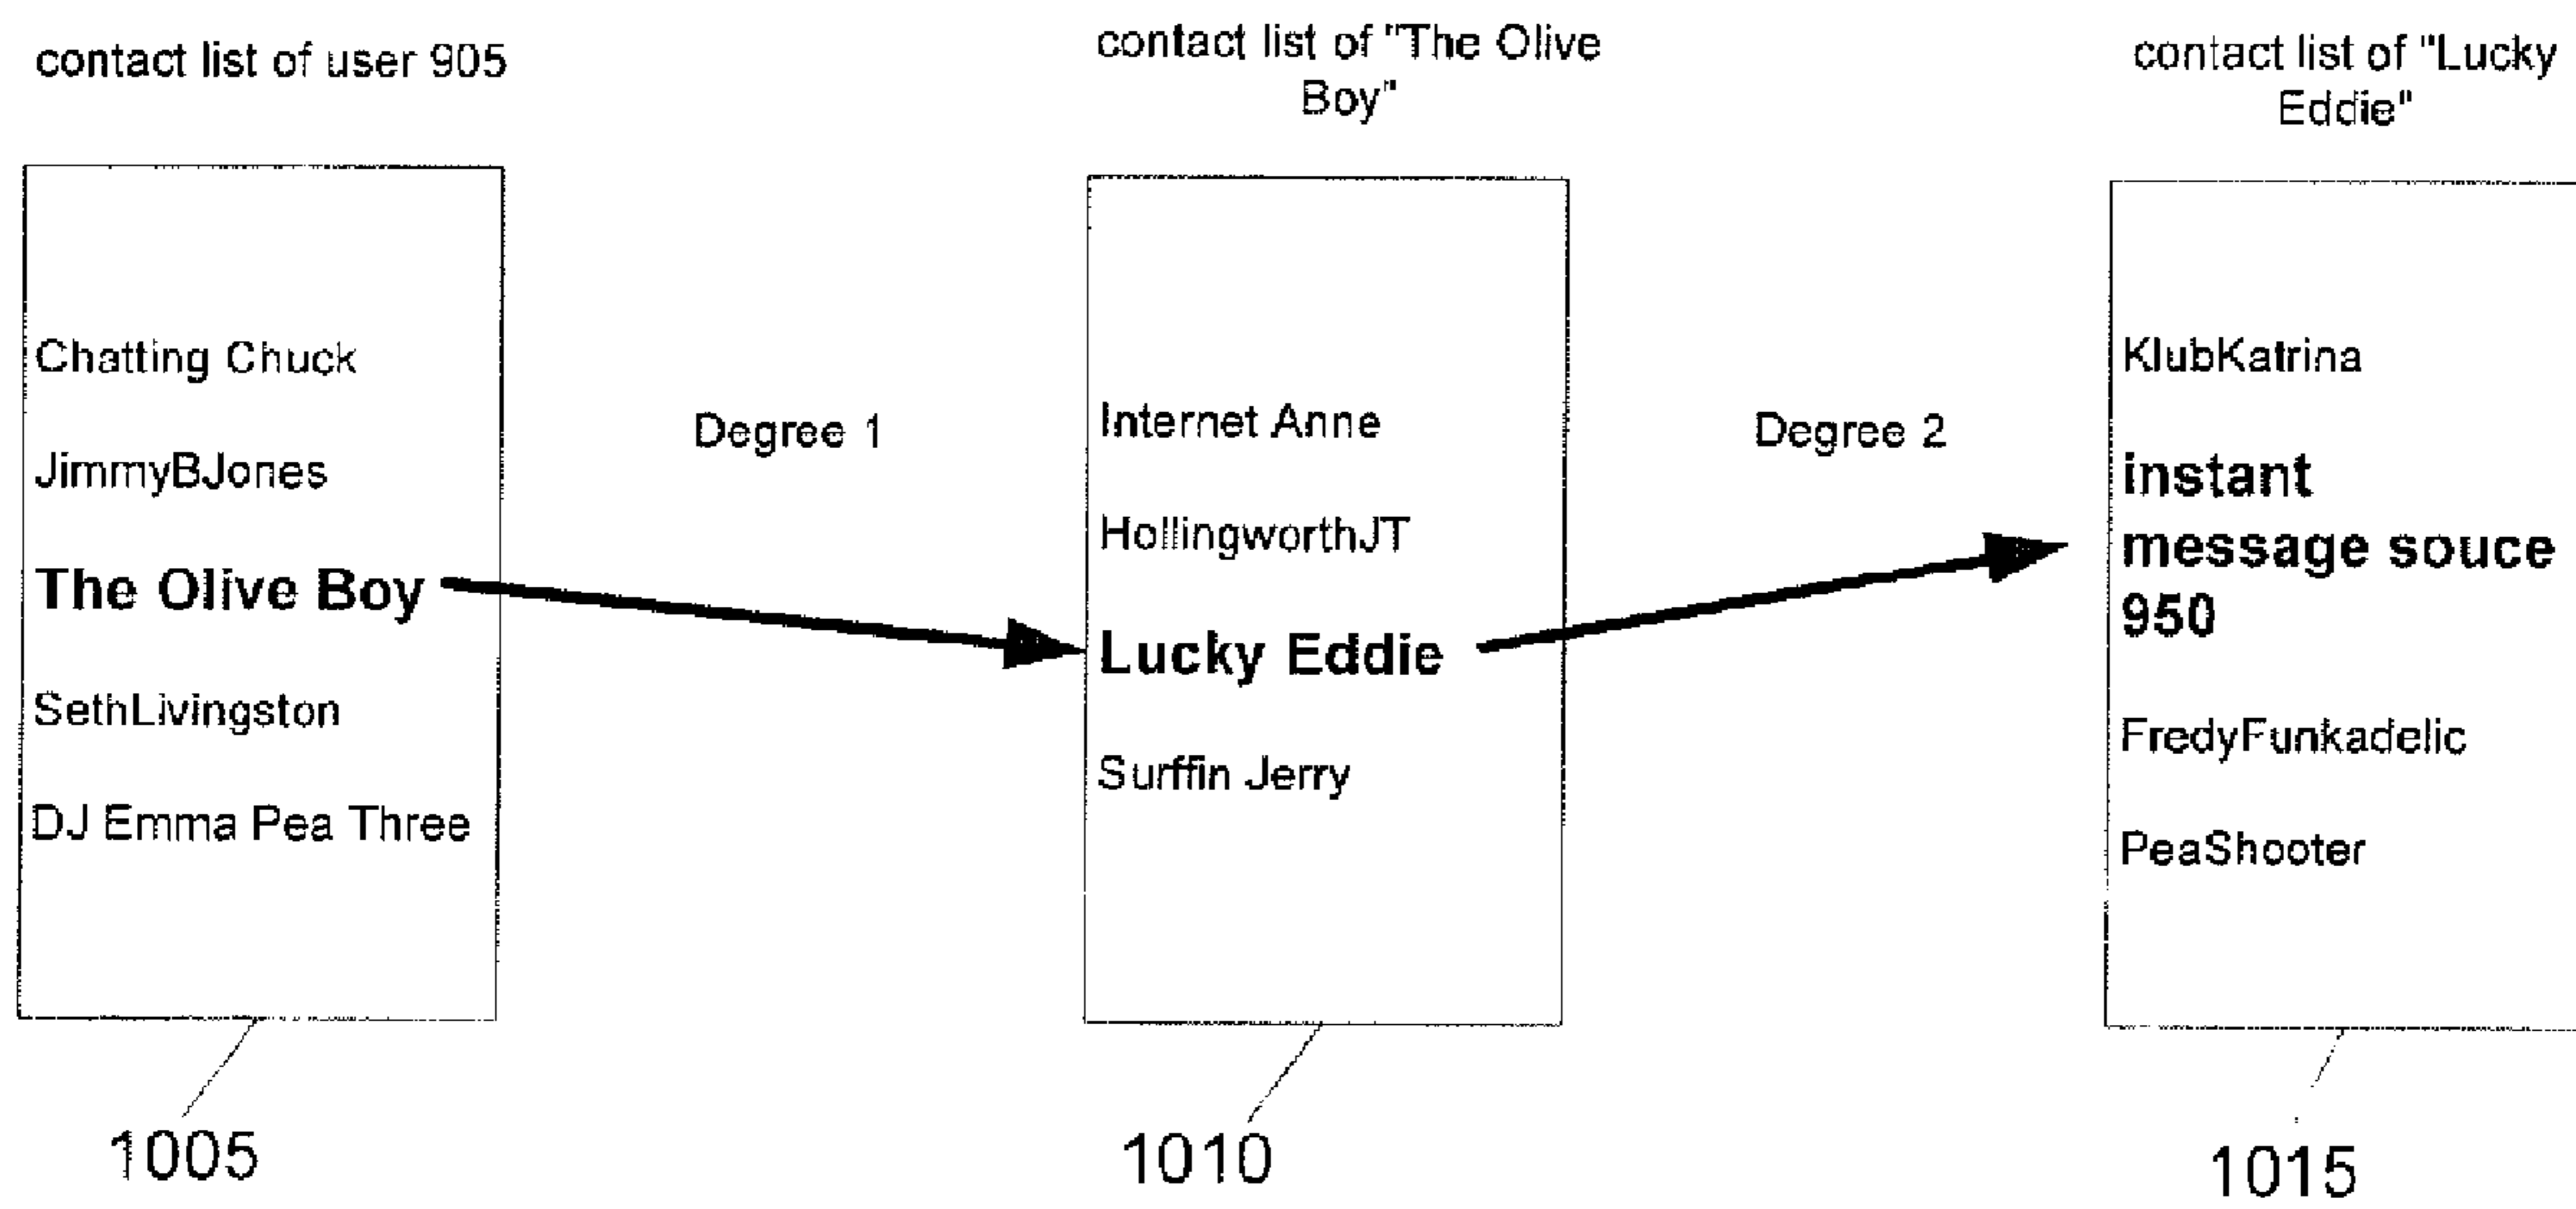 contact list of user 905
Chatting Chuck
JimmyBJones
The Olive Boy
SethLivingston
DJ Emma Pea Three
1005
Degree 1
contact list of "The Olive
Boy"
Internet Anne
HollingworthJT
Lucky Eddie
Surffin Jerry
1010
Degree 2
contact list of "Lucky
Eddie"
KlubKatrina
instant
message souce
950
FredyFunkadelic
PeaShooter
1015